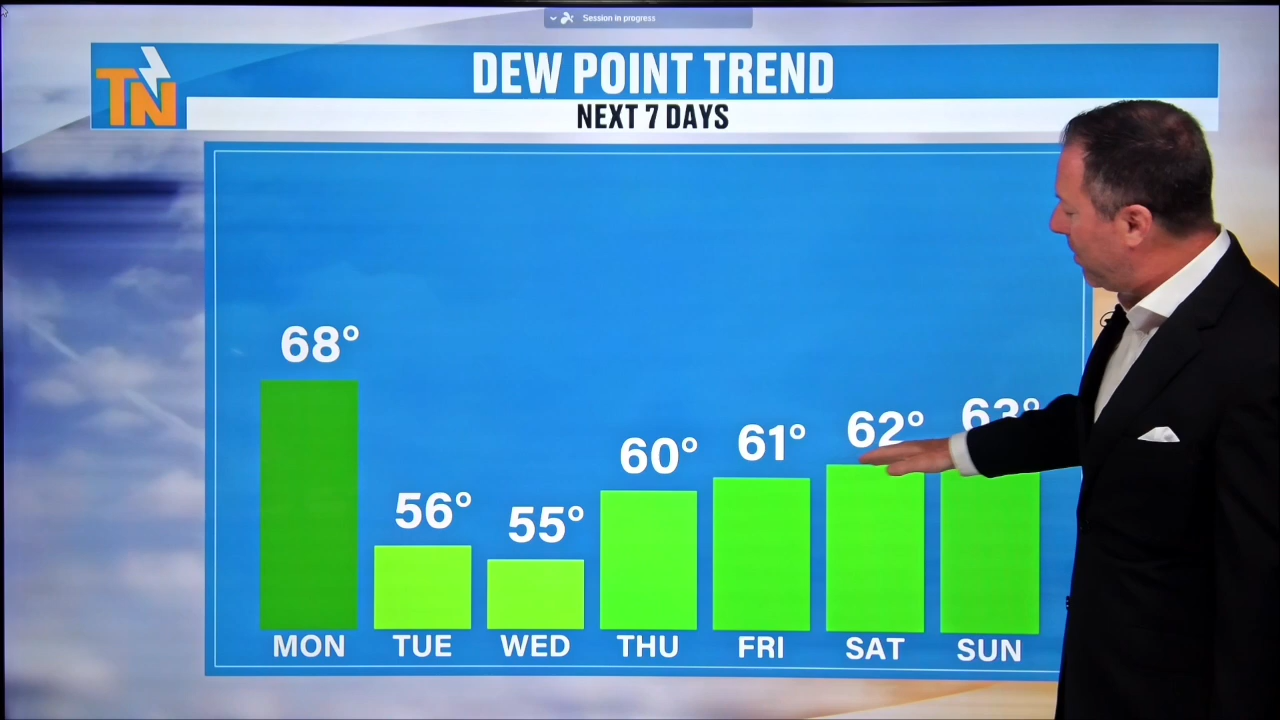 Session in progress
TN
DEW POINT TREND
NEXT 7 DAYS
68° 56° 55° 60° 61° 62° 63°
MON TUE WED THU FRI SAT SUN